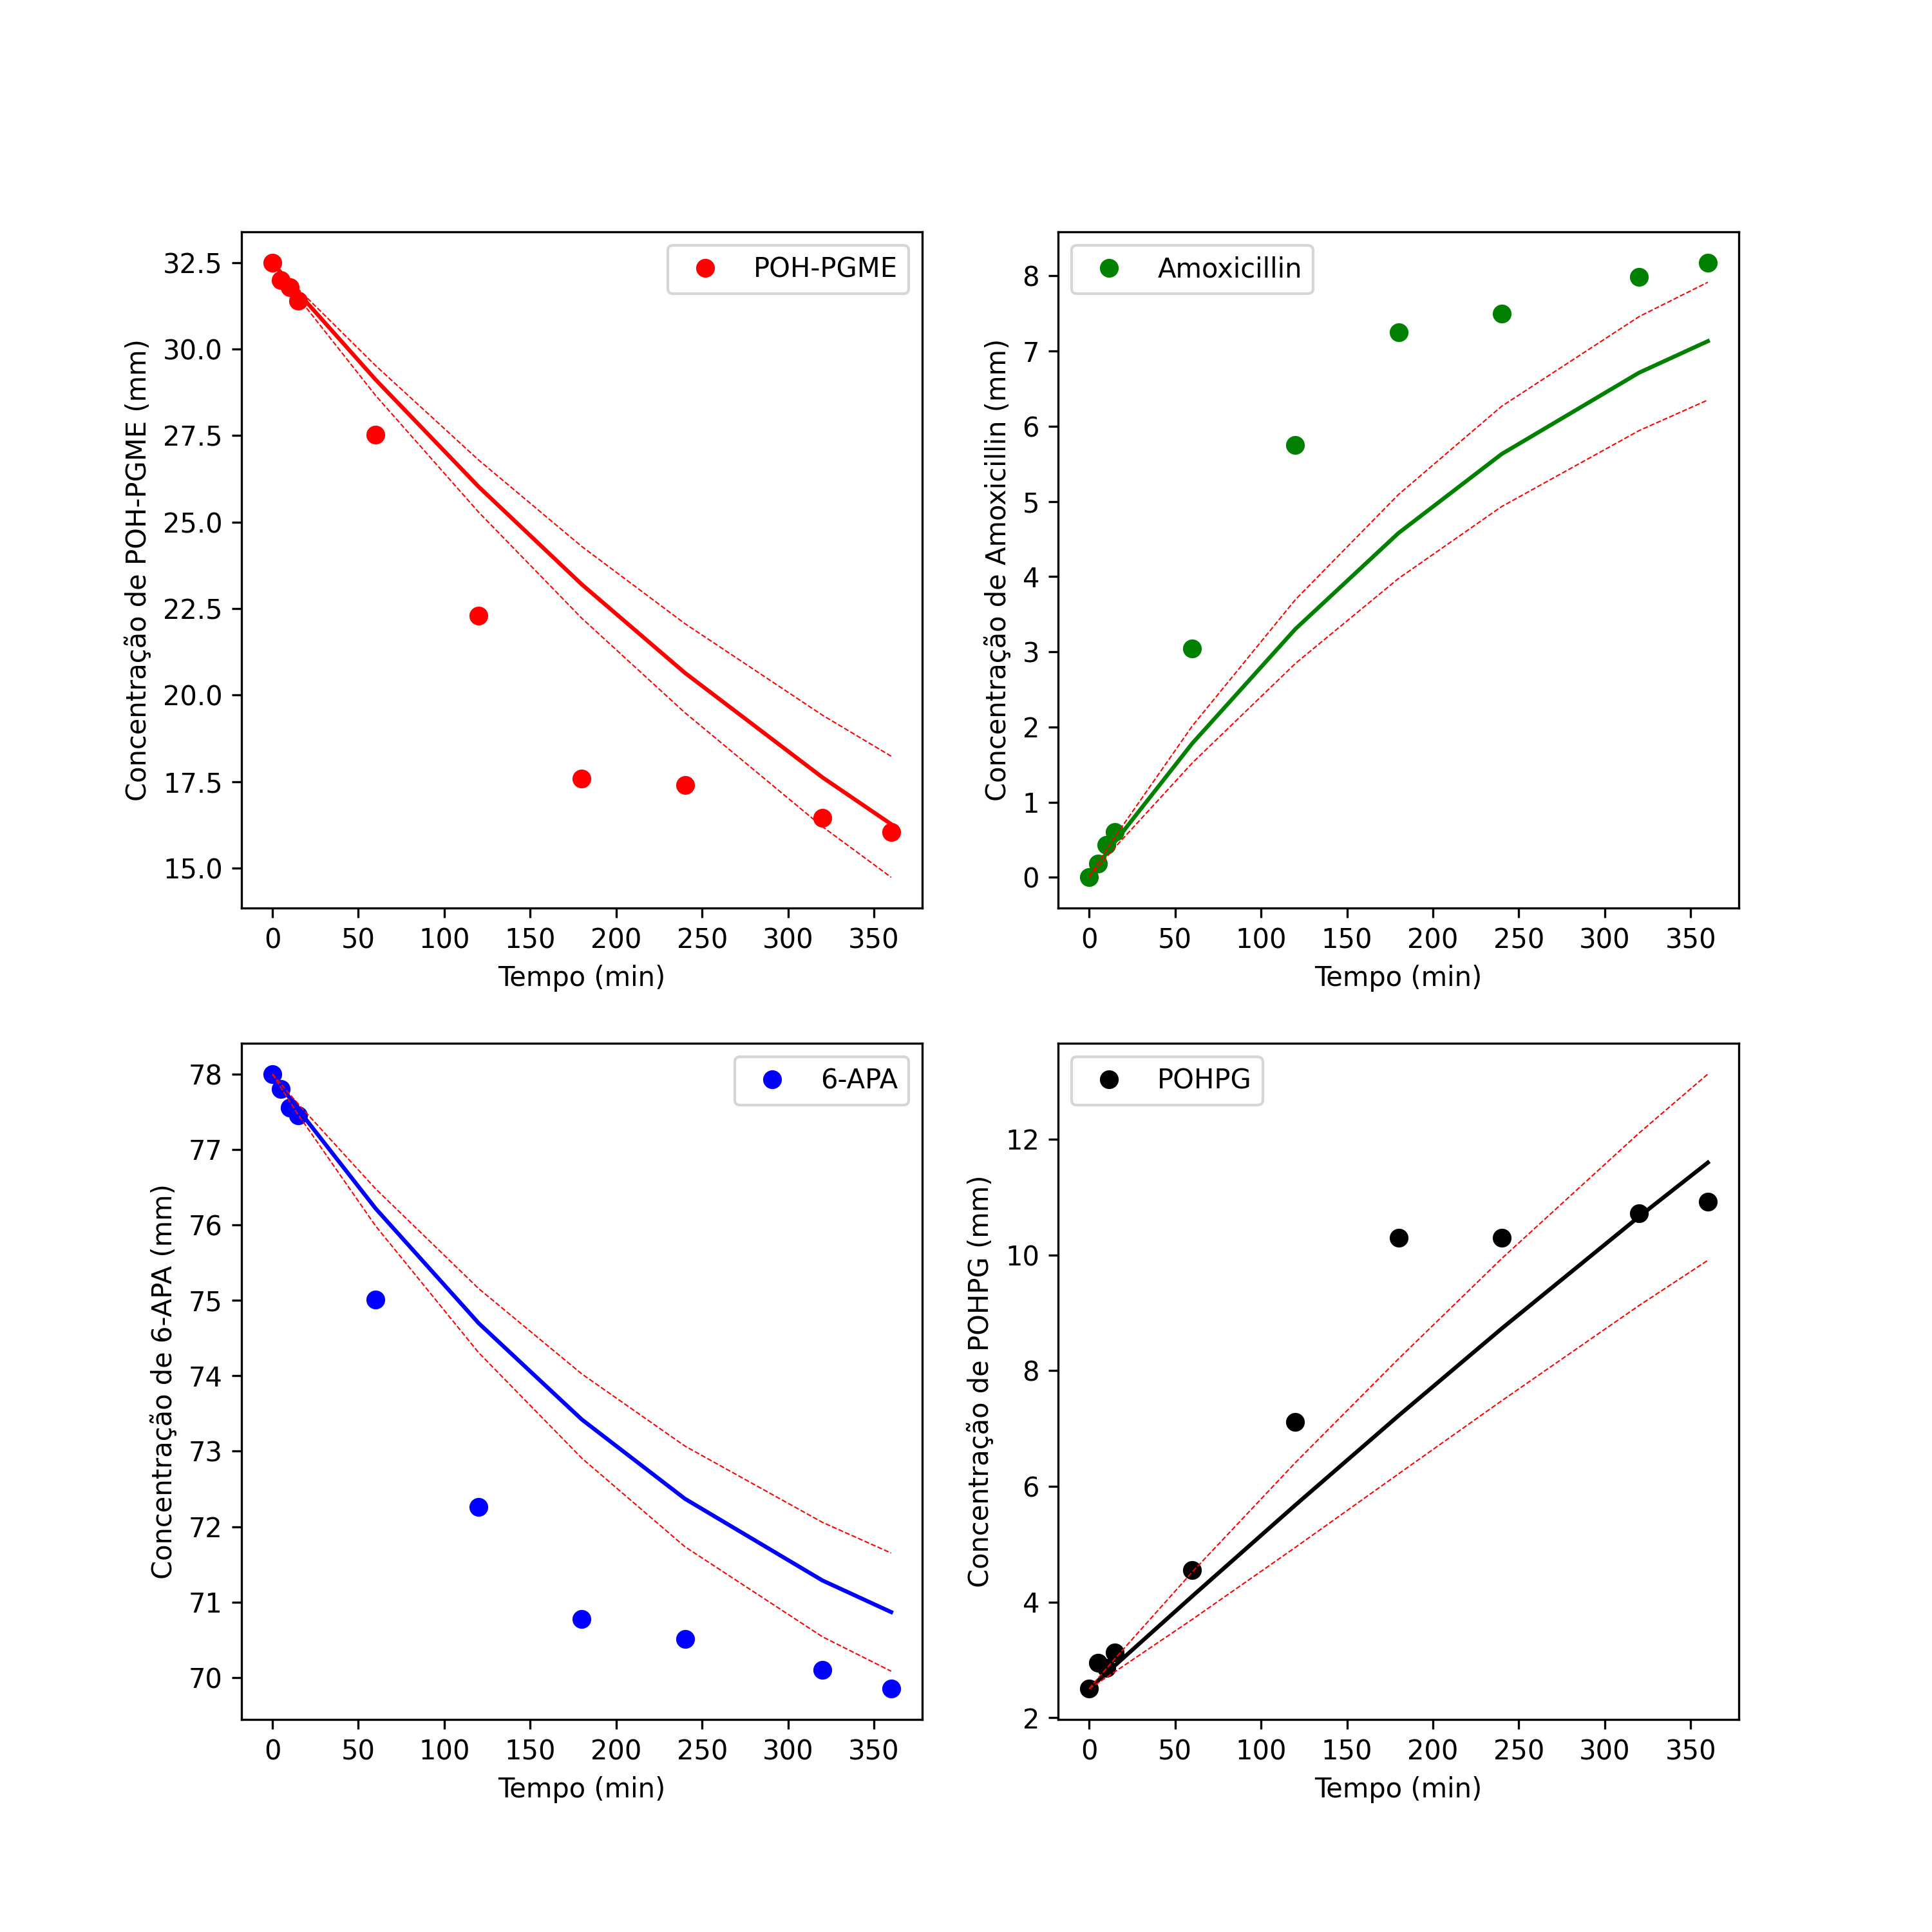 POH-PGME
32.5
30.0
27.5
25.0
22.5
20.0
17.5
15.0
Concentração de POH-PGME (mm)
0 50 100 150 200 250 300 350
Tempo (min)
Amoxicillin
8
7
6
5
4
3
2
1
0
Concentração de Amoxicillin (mm)
0 50 100 150 200 250 300 350
Tempo (min)
6-APA
78
77
76
75
74
73
72
71
70
Concentração de 6-APA (mm)
0 50 100 150 200 250 300 350
Tempo (min)
POHPG
12
10
8
6
4
2
Concentração de POHPG (mm)
0 50 100 150 200 250 300 350
Tempo (min)